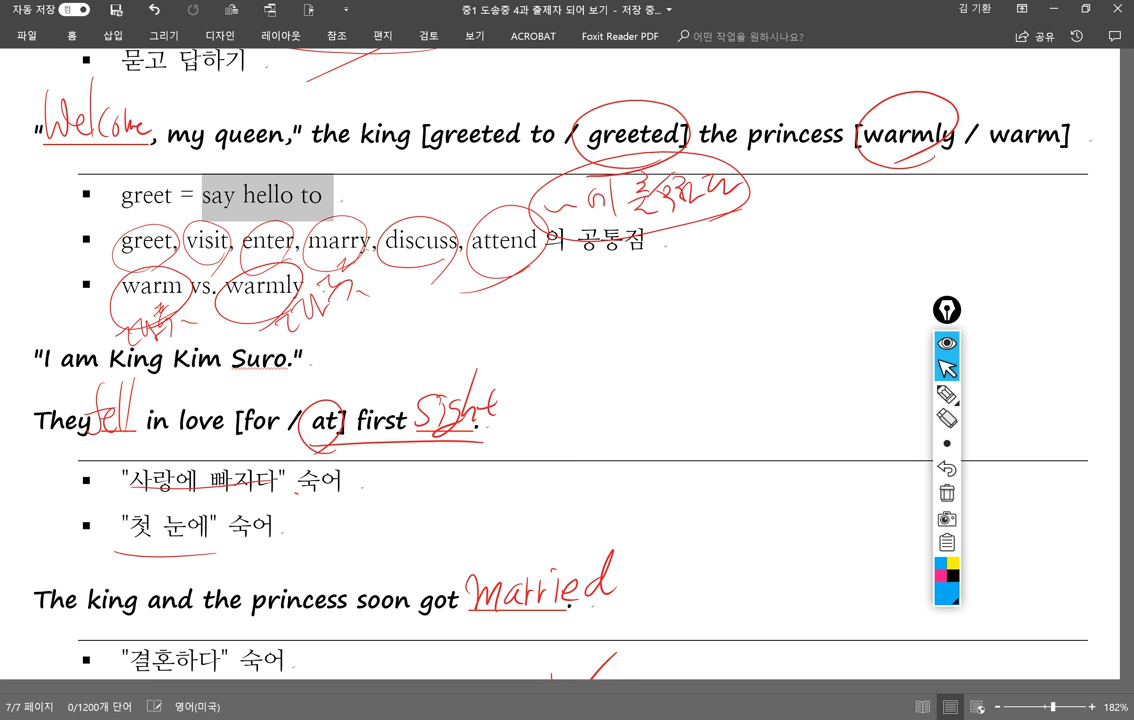 자동 저장 켬 중1 도송중 4과 출제자 되어 보기 - 저장 중... 김 기환
파일 홈 삽입 그리기 디자인 레이아웃 참조 편지 검토 보기 ACROBAT Foxit Reader PDF 어떤 작업을 원하시나요? 공유
▪ 묻고 답하기
"Welcome, my queen," the king [greeted to / greeted] the princess [warmly / warm]
▪ greet = say hello to
▪ greet, visit, enter, marry, discuss, attend 의 공통점
▪ warm vs. warmly
"I am King Kim Suro."
They fell in love [for / at] first sight.
▪ "사랑에 빠지다" 숙어
▪ "첫 눈에" 숙어
The king and the princess soon got married.
▪ "결혼하다" 숙어
7/7 페이지 0/1200개 단어 영어(미국) 182%